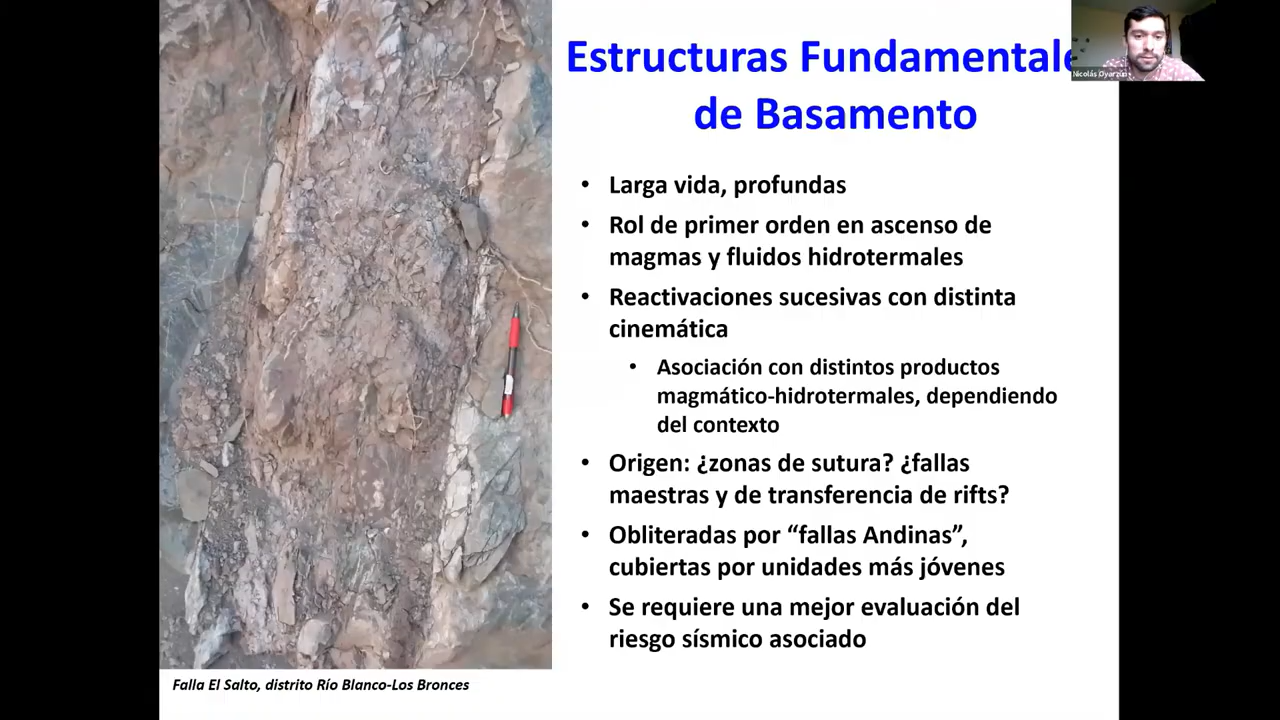 Estructuras Fundamentale
de Basamento
Nicolás Oyarzún
• Larga vida, profundas
• Rol de primer orden en ascenso de
magmas y fluidos hidrotermales
• Reactivaciones sucesivas con distinta
cinemática
• Asociación con distintos productos
magmático-hidrotermales, dependiendo
del contexto
• Origen: ¿zonas de sutura? ¿fallas
maestras y de transferencia de rifts?
• Obliteradas por “fallas Andinas”,
cubiertas por unidades más jóvenes
• Se requiere una mejor evaluación del
riesgo sísmico asociado
Falla El Salto, distrito Río Blanco-Los Bronces